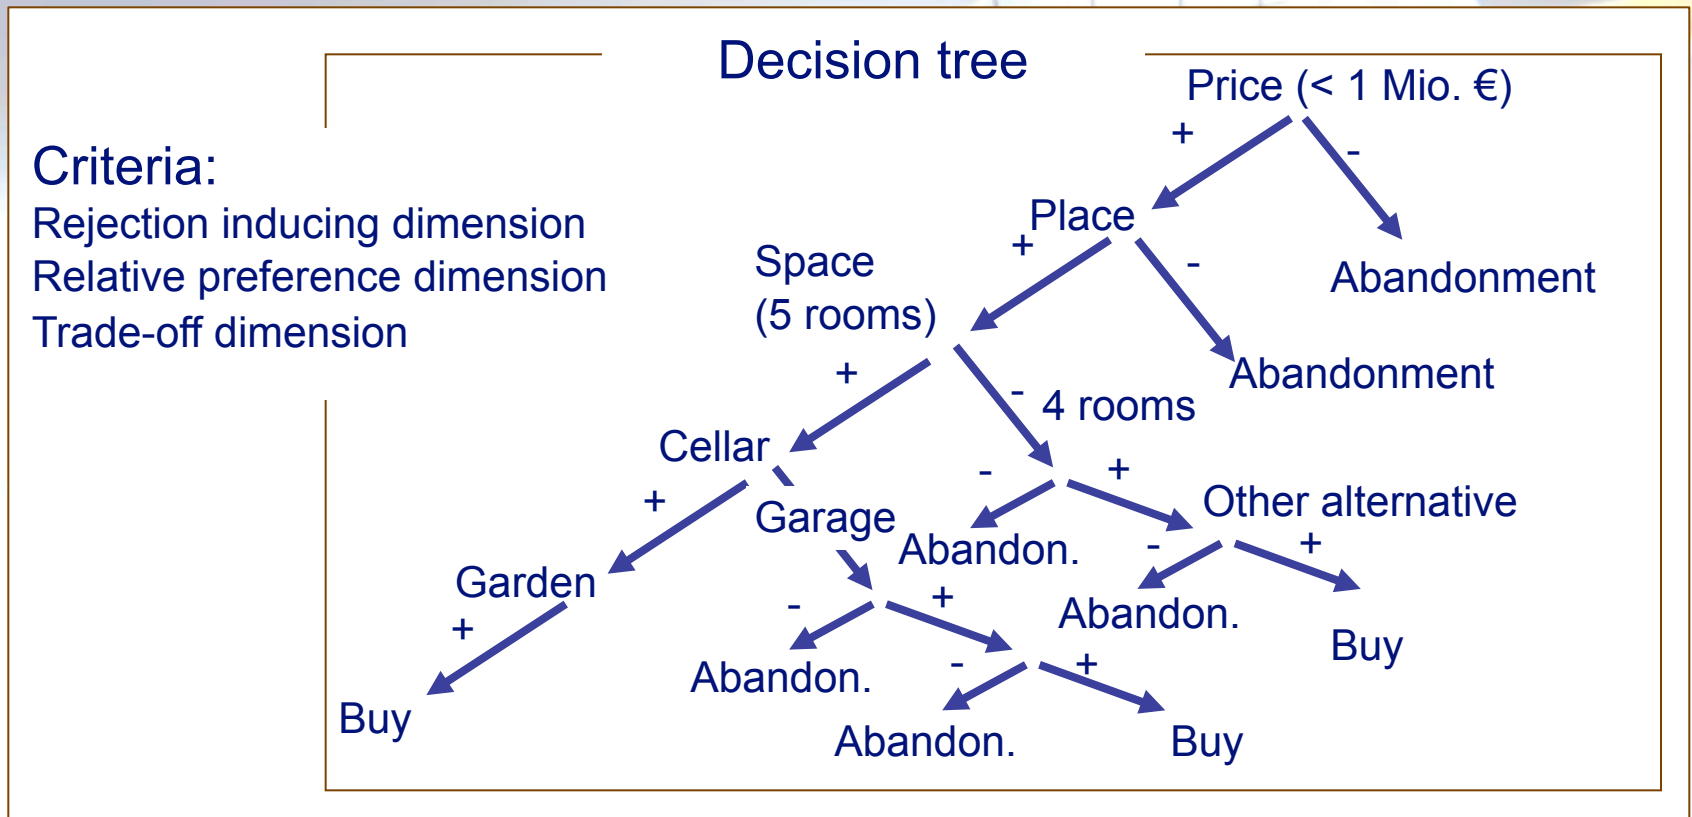 Decision tree
Price (< 1 Mio. €)
+
-
Criteria:
Rejection inducing dimension
Relative preference dimension
Trade-off dimension
Place
+
-
Abandonment
Space
(5 rooms)
Abandonment
+
-
4 rooms
Cellar
-
+
+
Other alternative
Garage
Abandon.
-
+
Garden
-
+
Abandon.
+
Buy
Abandon.
-
+
Buy
Abandon.
Buy